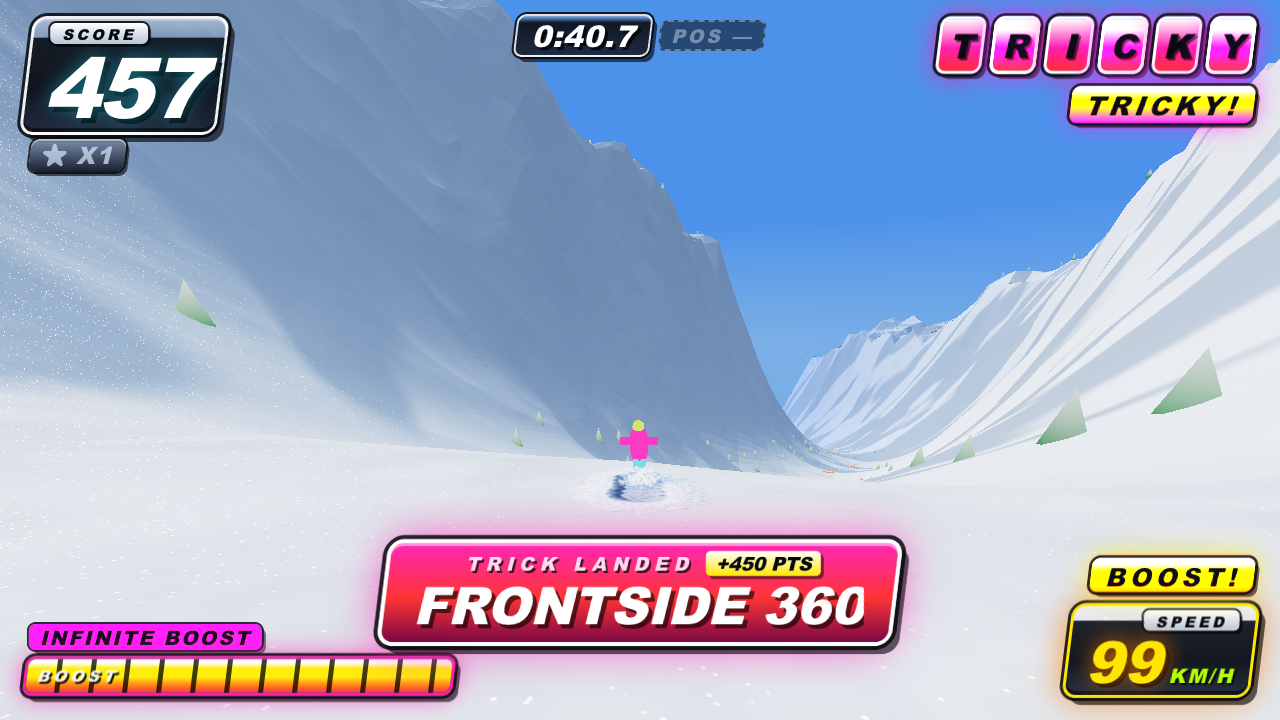 SCORE
457
X1
0:40.7
POS —
T R I C K Y
TRICKY!
TRICK LANDED +450 PTS
FRONTSIDE 360
INFINITE BOOST
BOOST
BOOST!
SPEED
99 KM/H